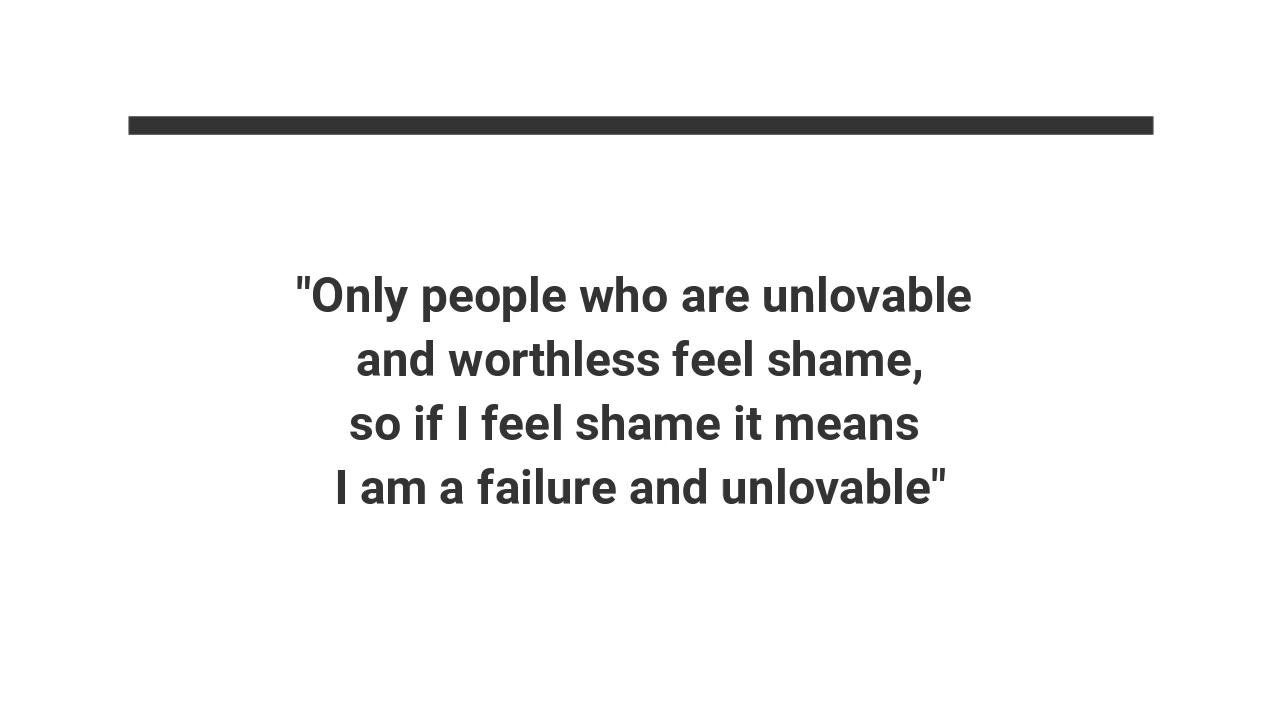 "Only people who are unlovable
and worthless feel shame,
so if I feel shame it means
I am a failure and unlovable"